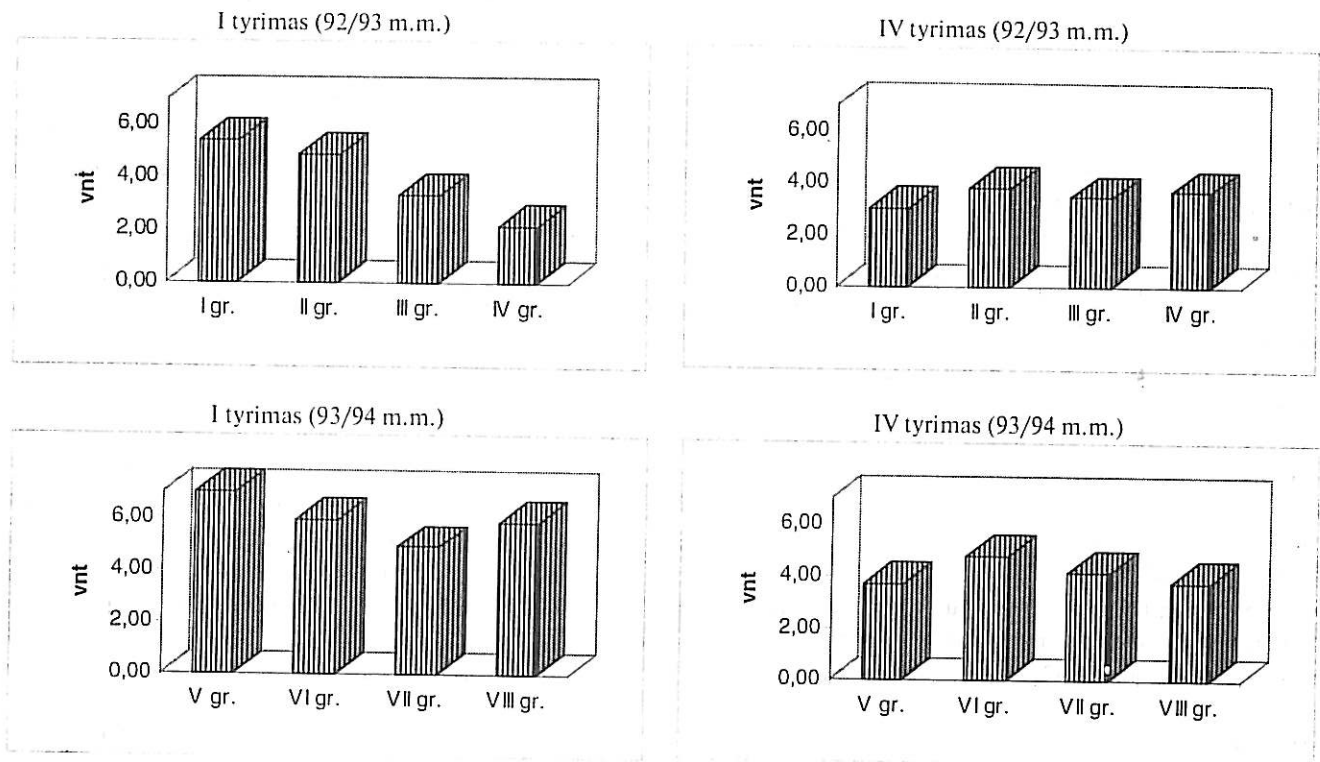 I tyrimas (92/93 m.m.)
vnt
6,00
4,00
2,00
0,00
I gr.
II gr.
III gr.
IV gr.
IV tyrimas (92/93 m.m.)
vnt
6,00
4,00
2,00
0,00
I gr.
II gr.
III gr.
IV gr.
I tyrimas (93/94 m.m.)
vnt
6,00
4,00
2,00
0,00
V gr.
VI gr.
VII gr.
VIII gr.
IV tyrimas (93/94 m.m.)
vnt
6,00
4,00
2,00
0,00
V gr.
VI gr.
VII gr.
VIII gr.